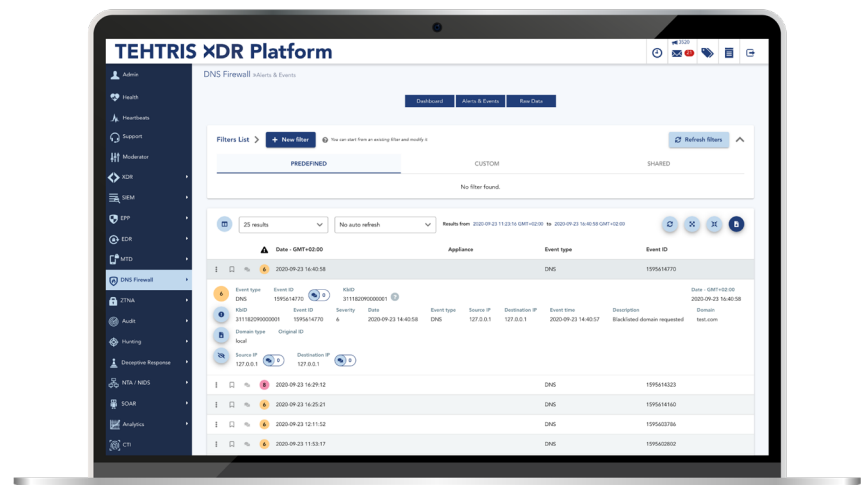 TEHTRIS XDR Platform
3520
21
Admin
Health
Heartbeats
Support
Moderator
XDR
SIEM
EPP
EDR
MTD
DNS Firewall
ZTNA
Audit
Hunting
Deceptive Response
NTA / NIDS
SOAR
Analytics
CTI
DNS Firewall #Alerts & Events
Dashboard Alerts & Events Raw Data
Filters List + New filter You can start from an existing filter and modify it Refresh filters
PREDEFINED CUSTOM SHARED
No filter found.
25 results No auto refresh Results from 2020-09-23 11:23:16 GMT+02:00 to 2020-09-23 16:40:58 GMT+02:00
Date - GMT+02:00 Appliance Event type Event ID
6 2020-09-23 16:40:58 DNS 1595614770
Event type Event ID KbID Date - GMT+02:00
6 DNS 1595614770 0 311182090000001 2020-09-23 16:40:58
KbID Event ID Severity Date Event type Source IP Destination IP Event time Description Domain
311182090000001 1595614770 6 2020-09-23 14:40:58 DNS 127.0.0.1 127.0.0.1 2020-09-23 14:40:57 Blacklisted domain requested test.com
Domain type Original ID
local
Source IP Destination IP
127.0.0.1 0 127.0.0.1 0
8 2020-09-23 16:29:12 DNS 1595614323
6 2020-09-23 16:25:21 DNS 1595614160
6 2020-09-23 12:11:52 DNS 1595603786
6 2020-09-23 11:53:17 DNS 1595602802